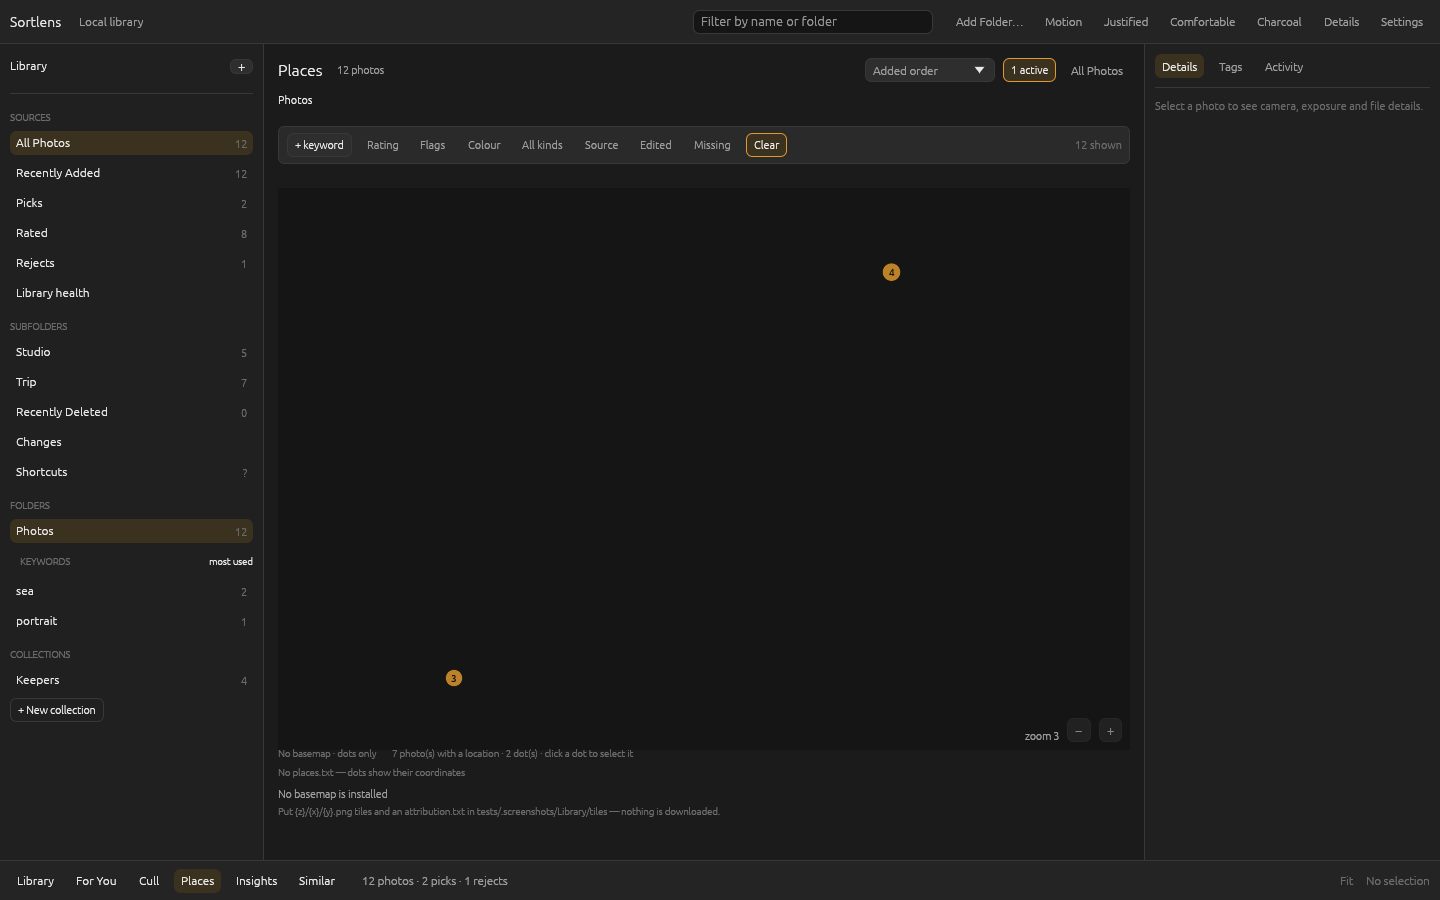 Sortlens Local library Filter by name or folder Add Folder... Motion Justified Comfortable Charcoal Details Settings
Library +
SOURCES
All Photos 12
Recently Added 12
Picks 2
Rated 8
Rejects 1
Library health
SUBFOLDERS
Studio 5
Trip 7
Recently Deleted 0
Changes
Shortcuts ?
FOLDERS
Photos 12
KEYWORDS most used
sea 2
portrait 1
COLLECTIONS
Keepers 4
+ New collection
Places 12 photos Added order 1 active All Photos
Photos
+ keyword Rating Flags Colour All kinds Source Edited Missing Clear 12 shown
4
3
zoom 3 − +
No basemap · dots only 7 photo(s) with a location · 2 dot(s) · click a dot to select it
No places.txt — dots show their coordinates
No basemap is installed
Put {z}/{x}/{y}.png tiles and an attribution.txt in tests/.screenshots/Library/tiles — nothing is downloaded.
Details Tags Activity
Select a photo to see camera, exposure and file details.
Library For You Cull Places Insights Similar 12 photos · 2 picks · 1 rejects Fit No selection